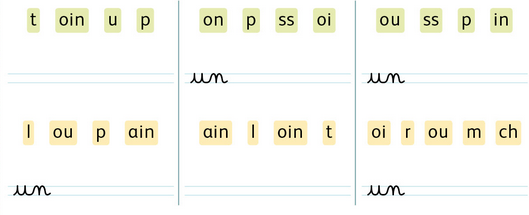 t oin u p on p ss oi ou ss p in
un un
l ou p ain ain l oin t oi r ou m ch
un un